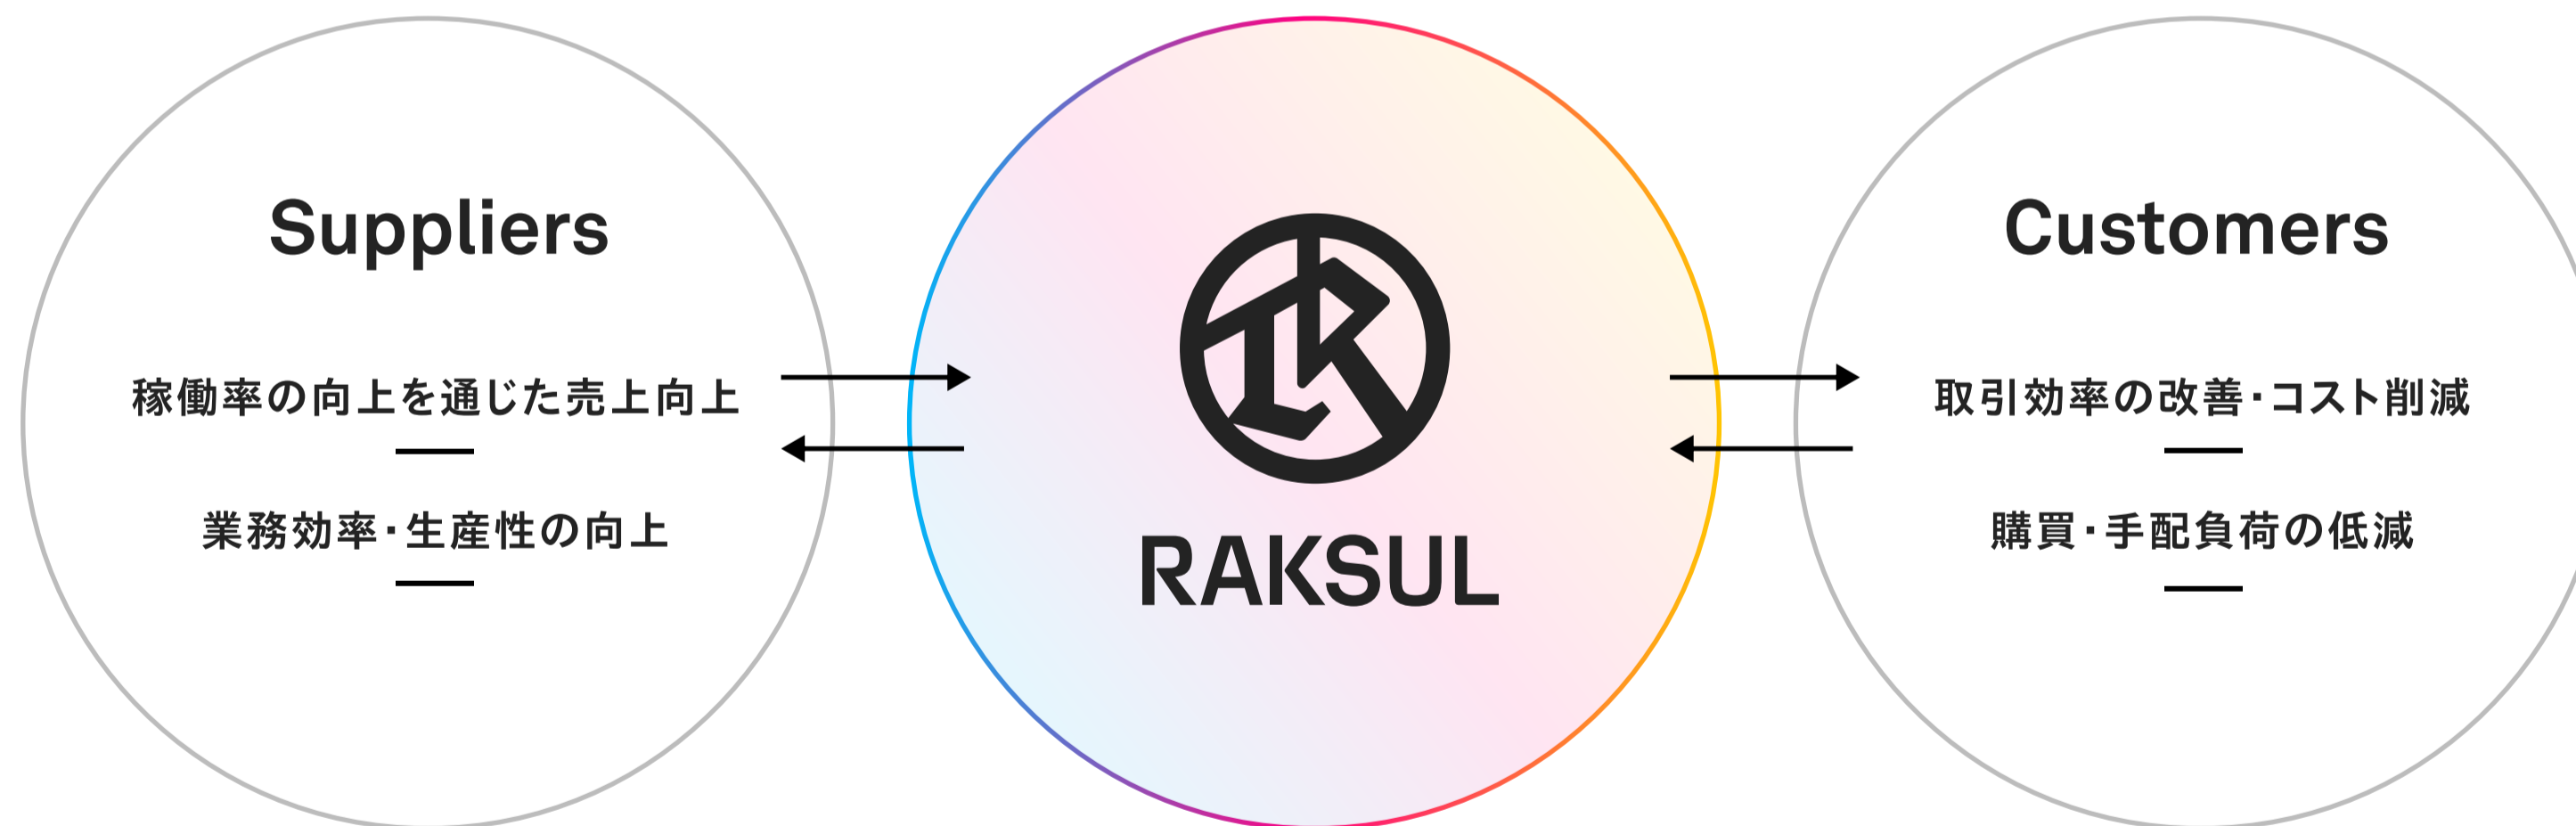 Suppliers
稼働率の向上を通じた売上向上
業務効率・生産性の向上
RAKSUL
Customers
取引効率の改善・コスト削減
購買・手配負荷の低減